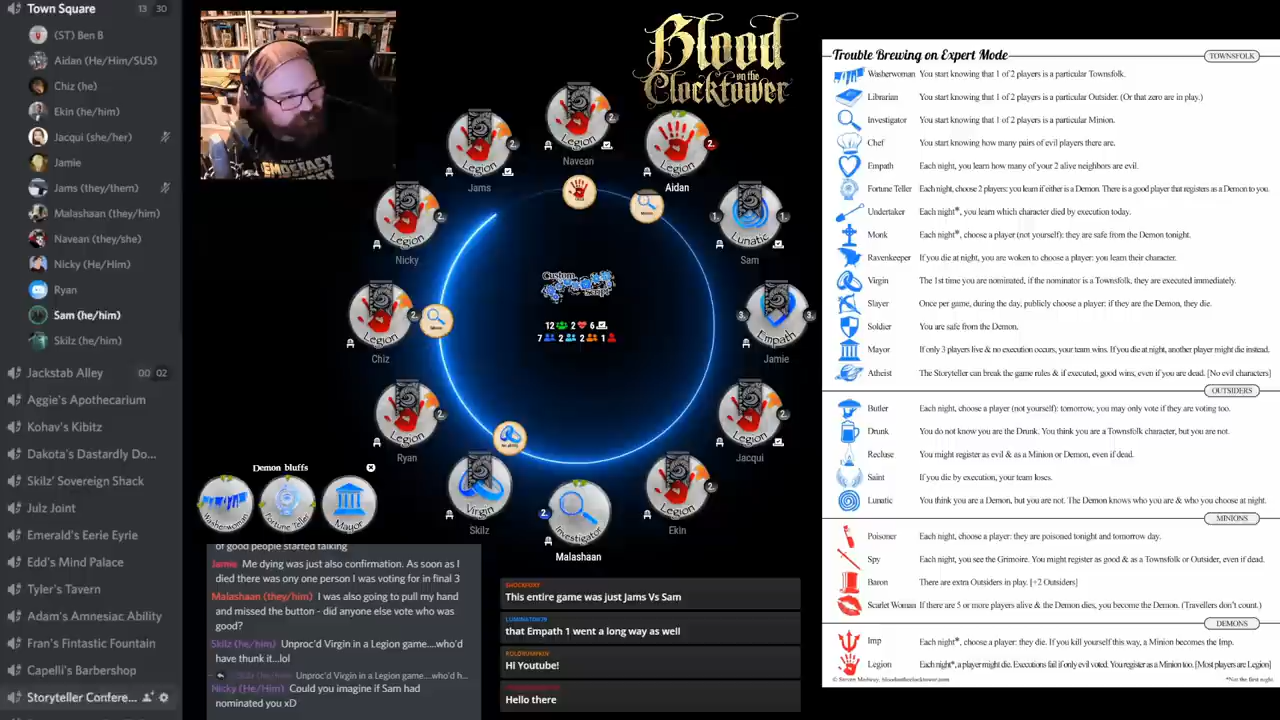 Town Square 13 30
(ST) Ben B
Aidan (He/Him/SUS)
Chiz (he)
Ekin (he/him)
Jacqui (she/her)
Jamie
Jams (they/them)
Malashaan (they/him)
Navean (they/she)
Nicky (He/Him)
Ryan
Sam (he/him)
Skilz (he/him)
Jackstab Alley 00 02
Aggie's Apothecarium
Kohav's Kibitz
Dakota's Dastardly Do...
Skilz' Sovereign Shack
Julz Joint
Emerald's Eerie Eyrie
Edd's Mind Palace
Tyler's Tavern
Adam's Amnesiac Ability
Fran's Fantastic Fountain
Capelli's Barbershop
Storyteller Confere...
Blood
on the
Clocktower
Legion
Navean
Legion
Jams
Legion
Aidan
Legion
Nicky
Lunatic
Sam
Legion
Chiz
Empath
Jamie
Legion
Ryan
Legion
Jacqui
Virgin
Skilz
Investigator
Malashaan
Legion
Ekin
Custom
Script
12 2 6
7 2 2 1
Demon bluffs
Washerwoman
Fortune Teller
Mayor
of good people started talking
Jamie Me dying was just also confirmation. As soon as I
died there was ony one person I was voting for in final 3
Malashaan (they/him) I was also going to pull my hand
and missed the button - did anyone else vote who was
good?
Skilz (he/him) Unproc'd Virgin in a Legion game....who'd
have thunk it...lol
Skilz (he/him) Unproc'd Virgin in a Legion game....who'd h...
Nicky (He/Him) Could you imagine if Sam had
nominated you xD
SHOCKFOXY
This entire game was just Jams Vs Sam
that Empath 1 went a long way as well
Hi Youtube!
Hello there
Trouble Brewing on Expert Mode
TOWNSFOLK
Washerwoman You start knowing that 1 of 2 players is a particular Townsfolk.
Librarian You start knowing that 1 of 2 players is a particular Outsider. (Or that zero are in play.)
Investigator You start knowing that 1 of 2 players is a particular Minion.
Chef You start knowing how many pairs of evil players there are.
Empath Each night, you learn how many of your 2 alive neighbors are evil.
Fortune Teller Each night, choose 2 players: you learn if either is a Demon. There is a good player that registers as a Demon to you.
Undertaker Each night*, you learn which character died by execution today.
Monk Each night*, choose a player (not yourself): they are safe from the Demon tonight.
Ravenkeeper If you die at night, you are woken to choose a player: you learn their character.
Virgin The 1st time you are nominated, if the nominator is a Townsfolk, they are executed immediately.
Slayer Once per game, during the day, publicly choose a player: if they are the Demon, they die.
Soldier You are safe from the Demon.
Mayor If only 3 players live & no execution occurs, your team wins. If you die at night, another player might die instead.
Atheist The Storyteller can break the game rules & if executed, good wins, even if you are dead. [No evil characters]
OUTSIDERS
Butler Each night, choose a player (not yourself): tomorrow, you may only vote if they are voting too.
Drunk You do not know you are the Drunk. You think you are a Townsfolk character, but you are not.
Recluse You might register as evil & as a Minion or Demon, even if dead.
Saint If you die by execution, your team loses.
Lunatic You think you are a Demon, but you are not. The Demon knows who you are & who you choose at night.
MINIONS
Poisoner Each night, choose a player: they are poisoned tonight and tomorrow day.
Spy Each night, you see the Grimoire. You might register as good & as a Townsfolk or Outsider, even if dead.
Baron There are extra Outsiders in play. [+2 Outsiders]
Scarlet Woman If there are 5 or more players alive & the Demon dies, you become the Demon. (Travellers don't count.)
DEMONS
Imp Each night*, choose a player: they die. If you kill yourself this way, a Minion becomes the Imp.
Legion Each night*, a player might die. Executions fail if only evil voted. You register as a Minion too. [Most players are Legion]
© Steven Medway, bloodontheclocktower.com
*Not the first night